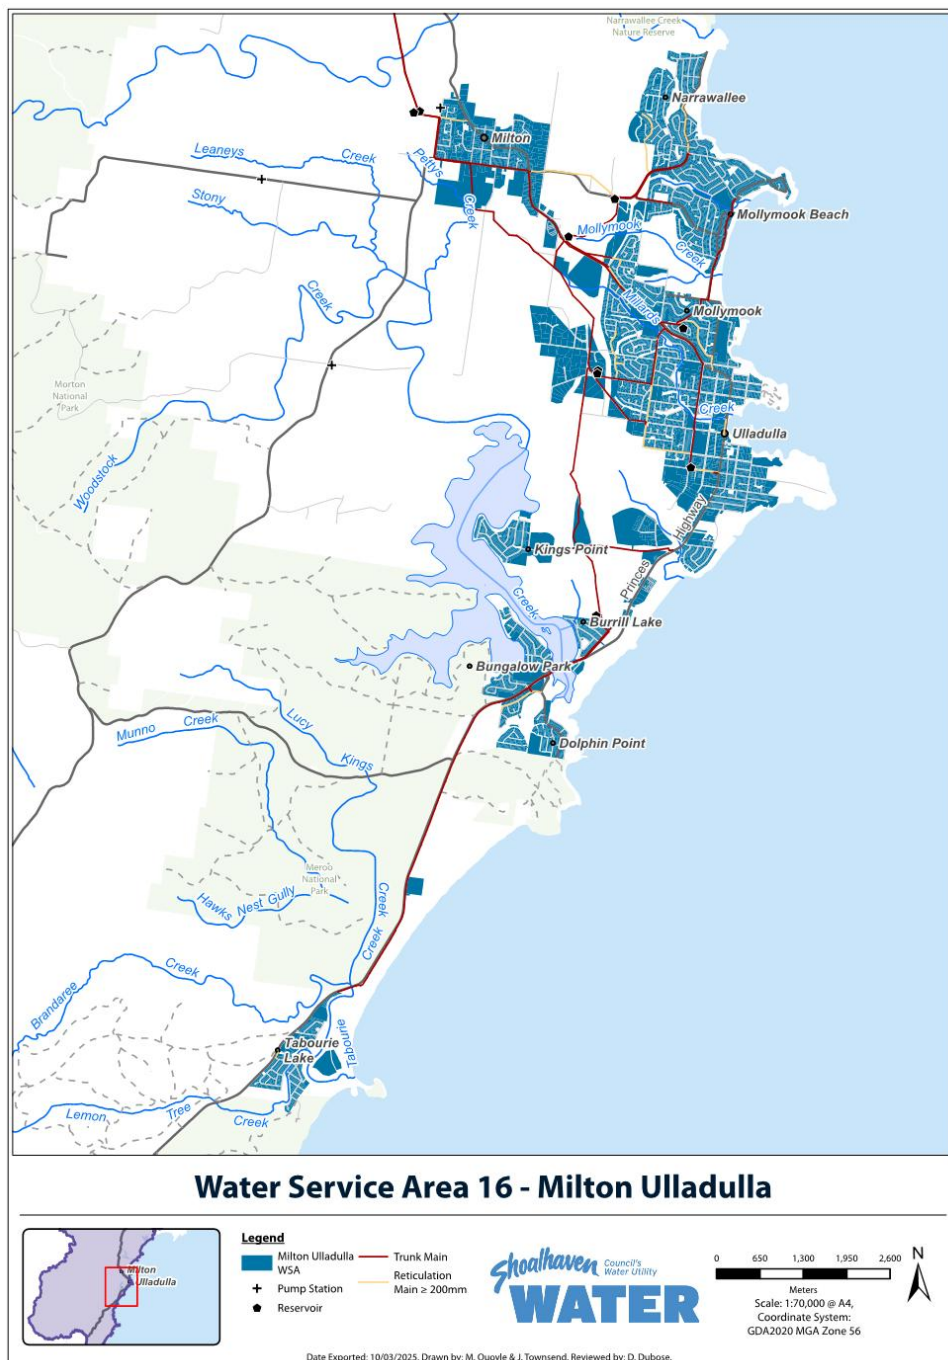 Narrawallee Creek
Nature Reserve
Narrawallee
Milton
Leaneys
Creek
Pettys
Creek
Stony
Mollymook Beach
Mollymook
Creek
Creek
Millards
Mollymook
Morton
National
Park
Creek
Ulladulla
Woodstock
Highway
Princes
Kings Point
Creek
Burrill Lake
Bungalow Park
Lucy
Creek
Munno
Kings
Dolphin Point
Meroo
National
Park
Nest Gully
Hawks
Creek
Creek
Creek
Brandaree
Tabourie
Lake
Tabourie
Lemon
Tree
Creek
Water Service Area 16 - Milton Ulladulla
Milton
Ulladulla
Legend
Milton Ulladulla
WSA
Pump Station
Reservoir
Trunk Main
Reticulation
Main ≥ 200mm
Shoalhaven
Council's
Water Utility
WATER
0 650 1,300 1,950 2,600
Meters
Scale: 1:70,000 @ A4,
Coordinate System:
GDA2020 MGA Zone 56
N
Date Exported: 10/03/2025. Drawn by: M. Quoyle & J. Townsend. Reviewed by: D. Dubose.